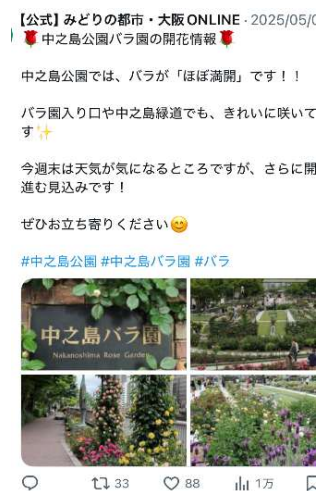 【公式】みどりの都市・大阪ONLINE · 2025/05/0
🌹中之島公園バラ園の開花情報🌹
中之島公園では、バラが「ほぼ満開」です！！
バラ園入り口や中之島緑道でも、きれいに咲いて
す✨
今週末は天気が気になるところですが、さらに開
進む見込みです！
ぜひお立ち寄りください😊
#中之島公園 #中之島バラ園 #バラ
中之島バラ園
Nakanoshima Rose Garden
33
88
1万